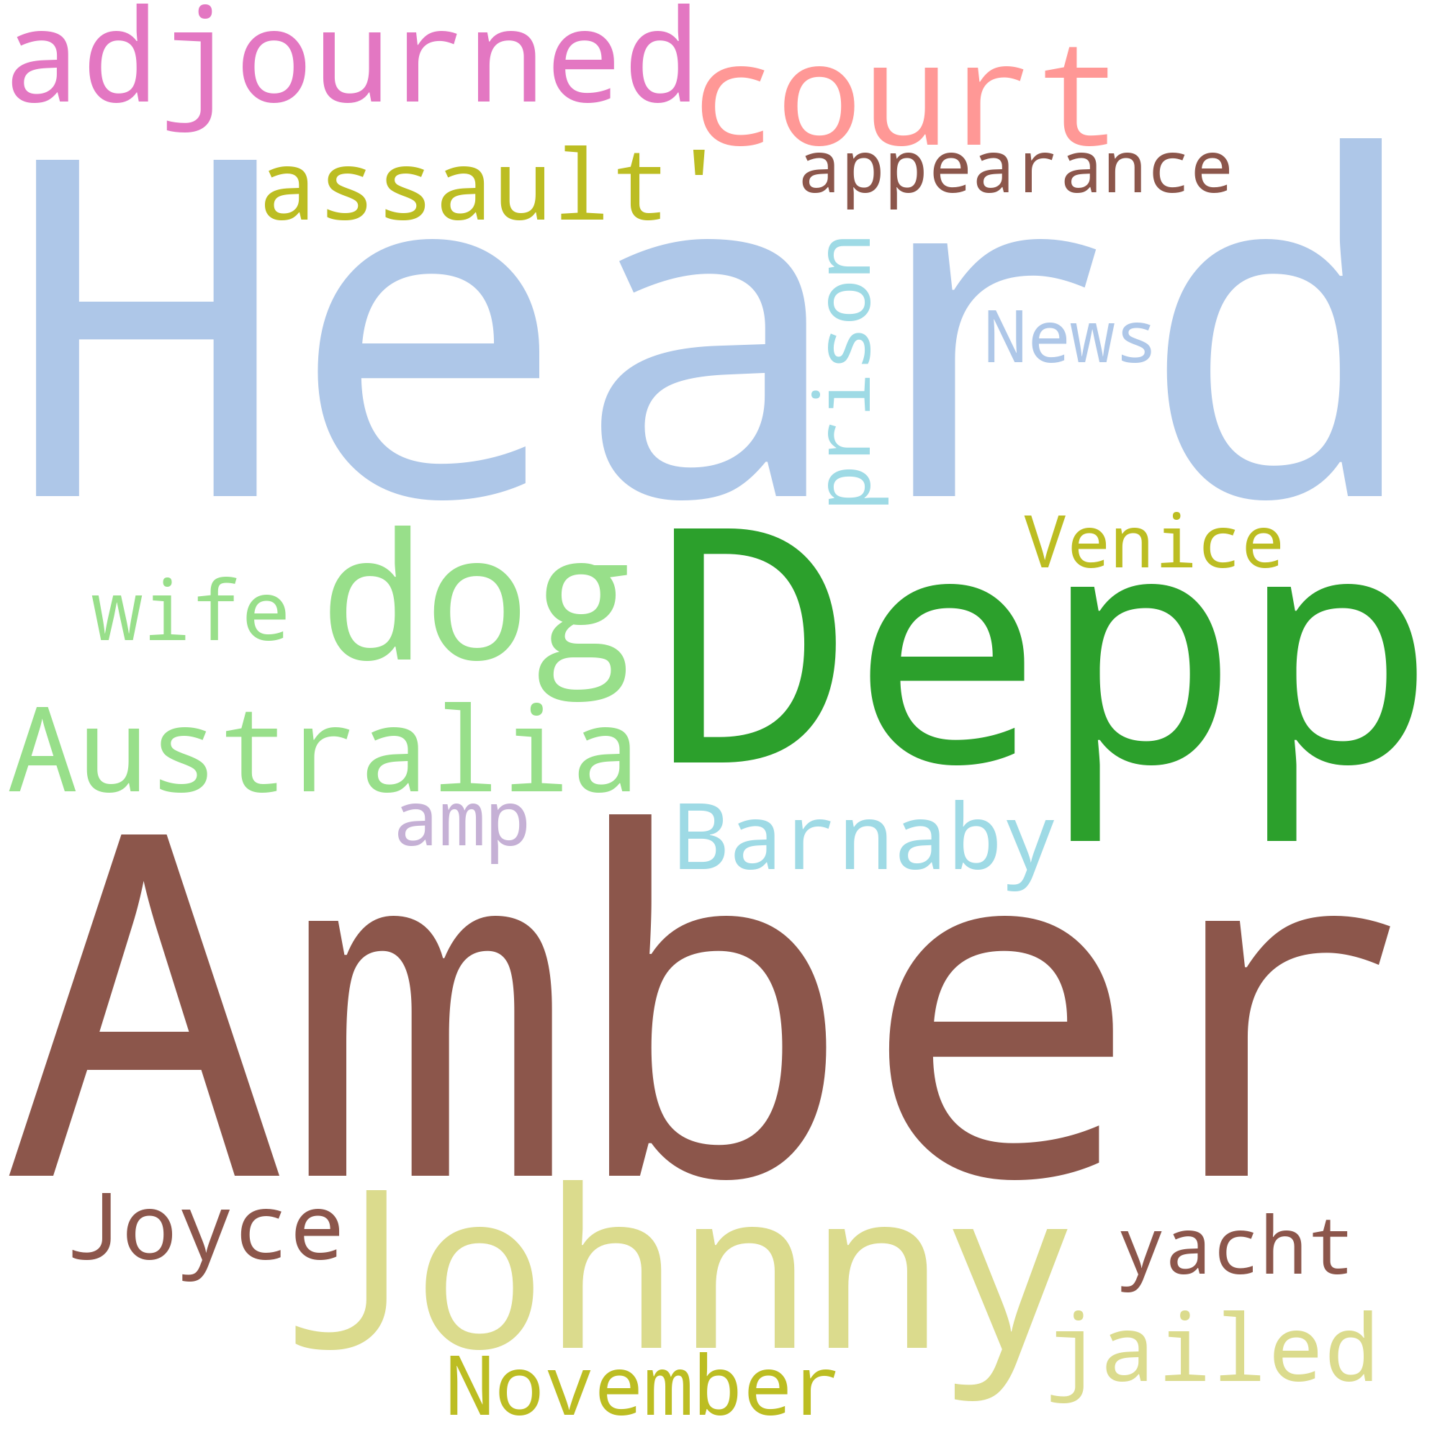 adjourned
court
assault'
appearance
Heard
prison
News
Venice
dog
Depp
wife
Australia
amp
Barnaby
Amber
Joyce
Johnny
yacht
jailed
November